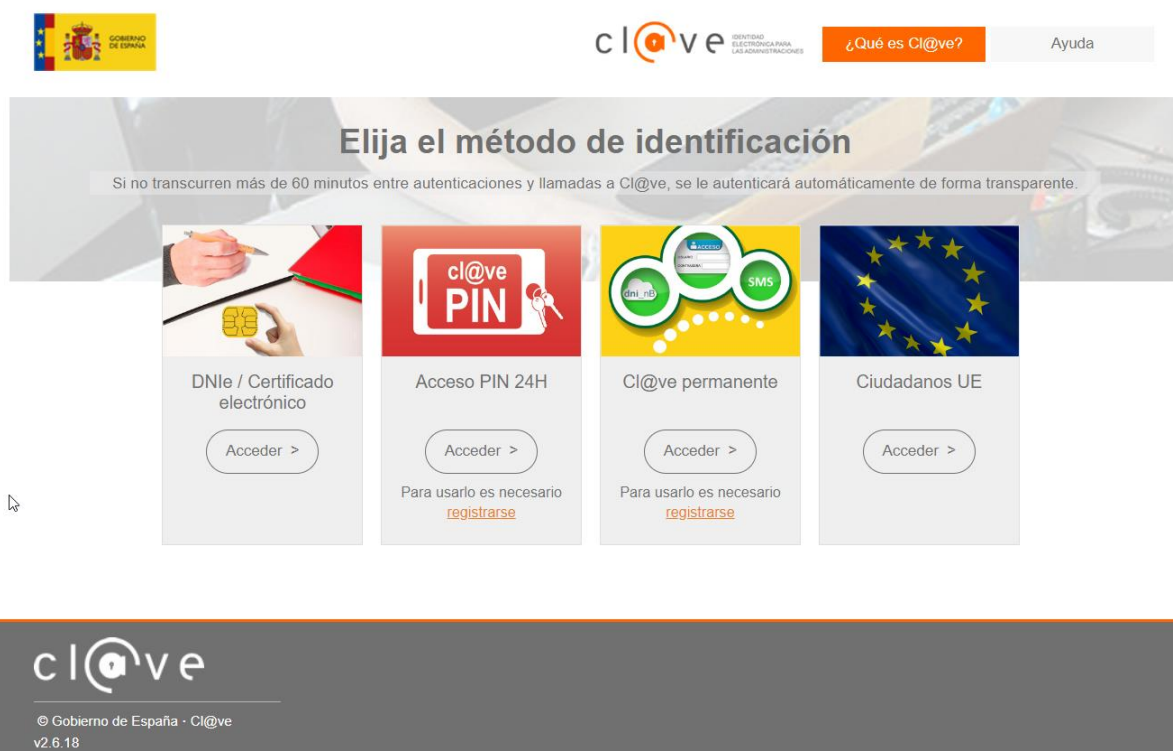 GOBIERNO
DE ESPAÑA
cl@ve
IDENTIDAD
ELECTRÓNICA PARA
LAS ADMINISTRACIONES
¿Qué es Cl@ve?
Ayuda
Elija el método de identificación
Si no transcurren más de 60 minutos entre autenticaciones y llamadas a Cl@ve, se le autenticará automáticamente de forma transparente.
DNIe / Certificado
electrónico
Acceder >
cl@ve
PIN
Acceso PIN 24H
Acceder >
Para usarlo es necesario
registrarse
ACCESO
dni_nB
SMS
Cl@ve permanente
Acceder >
Para usarlo es necesario
registrarse
Ciudadanos UE
Acceder >
cl@ve
© Gobierno de España · Cl@ve
v2.6.18